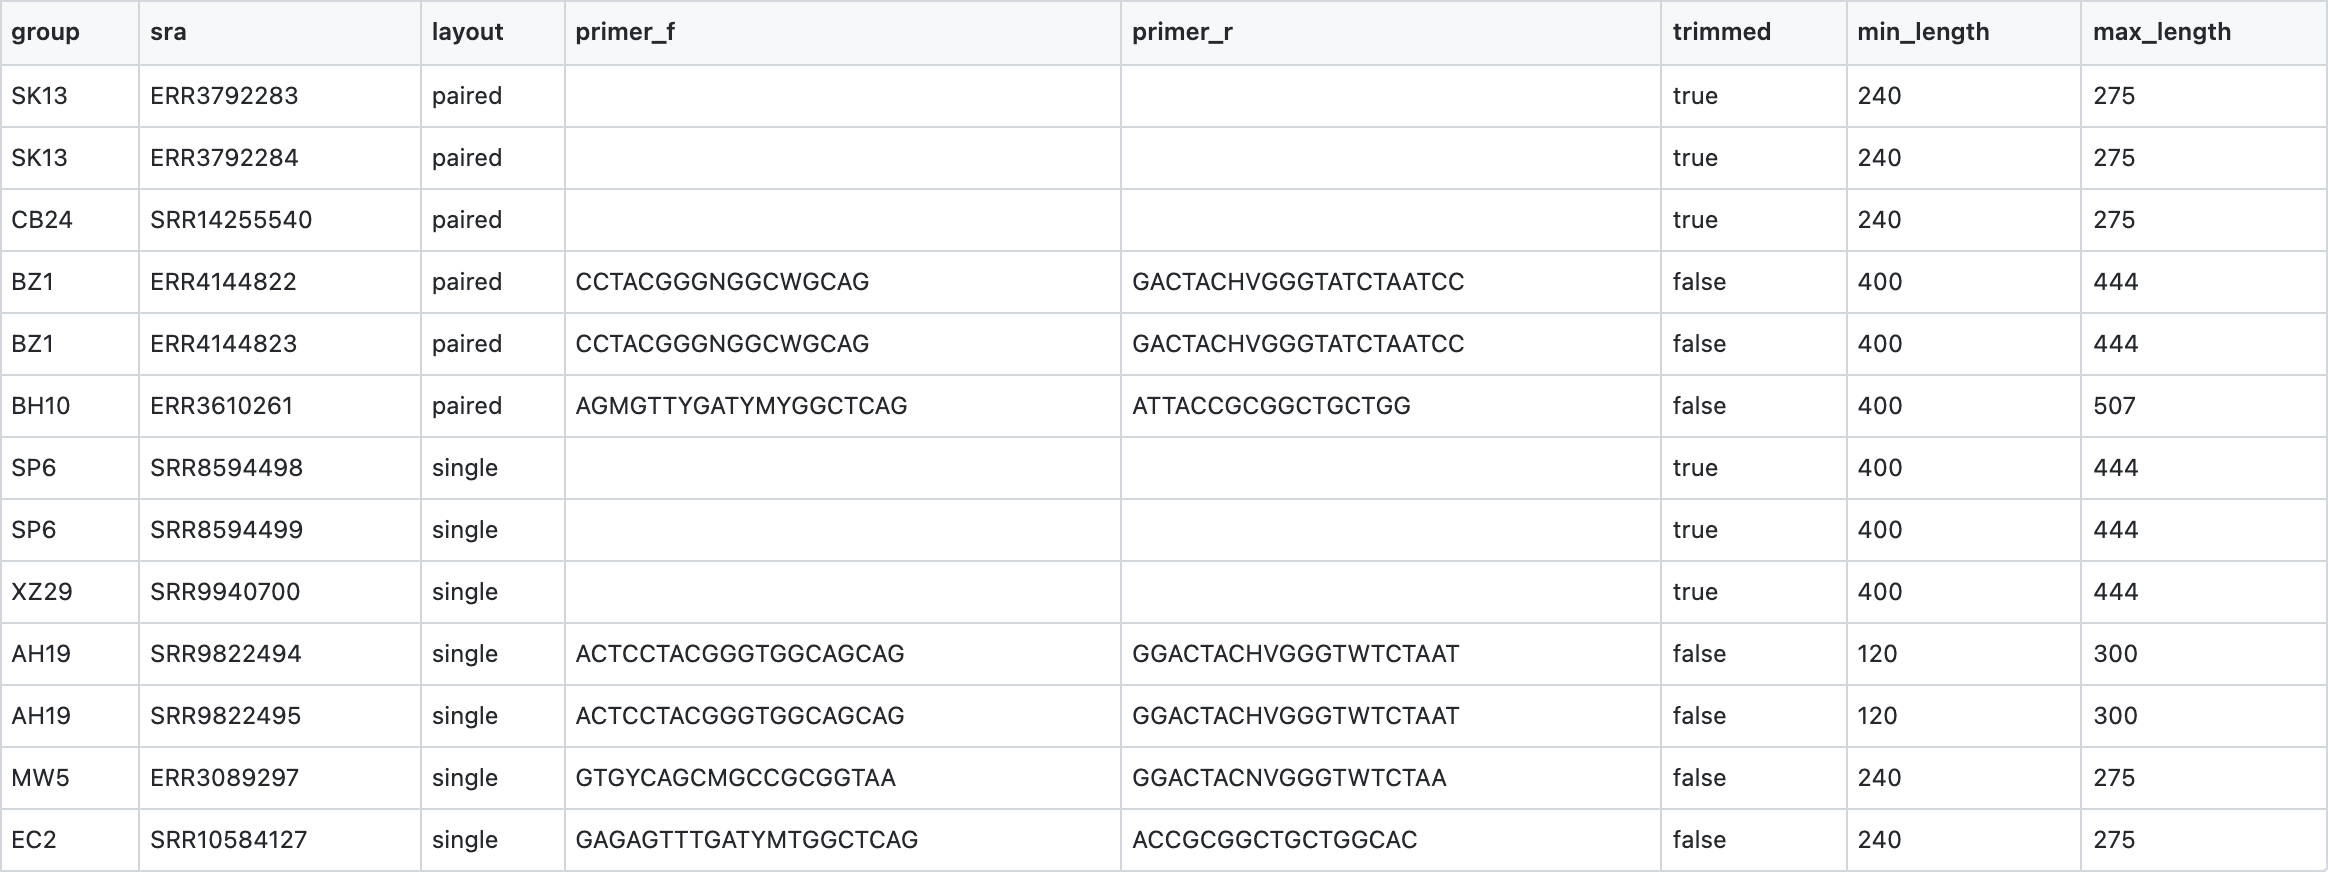 group sra layout primer_f primer_r trimmed min_length max_length
SK13 ERR3792283 paired true 240 275
SK13 ERR3792284 paired true 240 275
CB24 SRR14255540 paired true 240 275
BZ1 ERR4144822 paired CCTACGGGNGGCWGCAG GACTACHVGGGTATCTAATCC false 400 444
BZ1 ERR4144823 paired CCTACGGGNGGCWGCAG GACTACHVGGGTATCTAATCC false 400 444
BH10 ERR3610261 paired AGMGTTYGATYMYGGCTCAG ATTACCGCGGCTGCTGG false 400 507
SP6 SRR8594498 single true 400 444
SP6 SRR8594499 single true 400 444
XZ29 SRR9940700 single true 400 444
AH19 SRR9822494 single ACTCCTACGGGTGGCAGCAG GGACTACHVGGGTWTCTAAT false 120 300
AH19 SRR9822495 single ACTCCTACGGGTGGCAGCAG GGACTACHVGGGTWTCTAAT false 120 300
MW5 ERR3089297 single GTGYCAGCMGCCGCGGTAA GGACTACNVGGGTWTCTAA false 240 275
EC2 SRR10584127 single GAGAGTTTGATYMTGGCTCAG ACCGCGGCTGCTGGCAC false 240 275